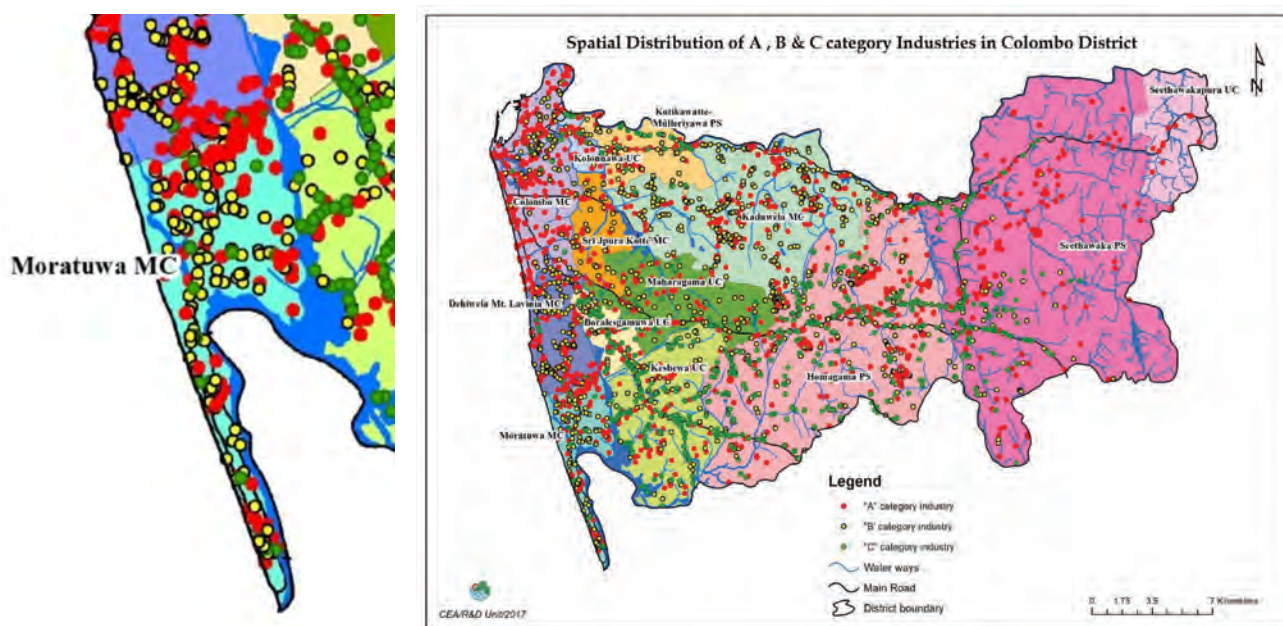 Moratuwa MC
Spatial Distribution of A , B & C category Industries in Colombo District
Seethawakapura UC
Kotikawatte-
Mulleriyawa PS
Kolonnawa UC
Colombo MC
Kaduwela MC
Sri Jpura Kotte MC
Seethawaka PS
Maharagama UC
Dehiwela Mt. Lavinia MC
Boralesgamuwa UC
Kesbewa UC
Homagama PS
Moratuwa MC
Legend
"A" category industry
"B" category industry
"C" category industry
Water ways
Main Road
District boundary
CEA/R&D Unit/2017
0 1.75 3.5 7 Kilometers